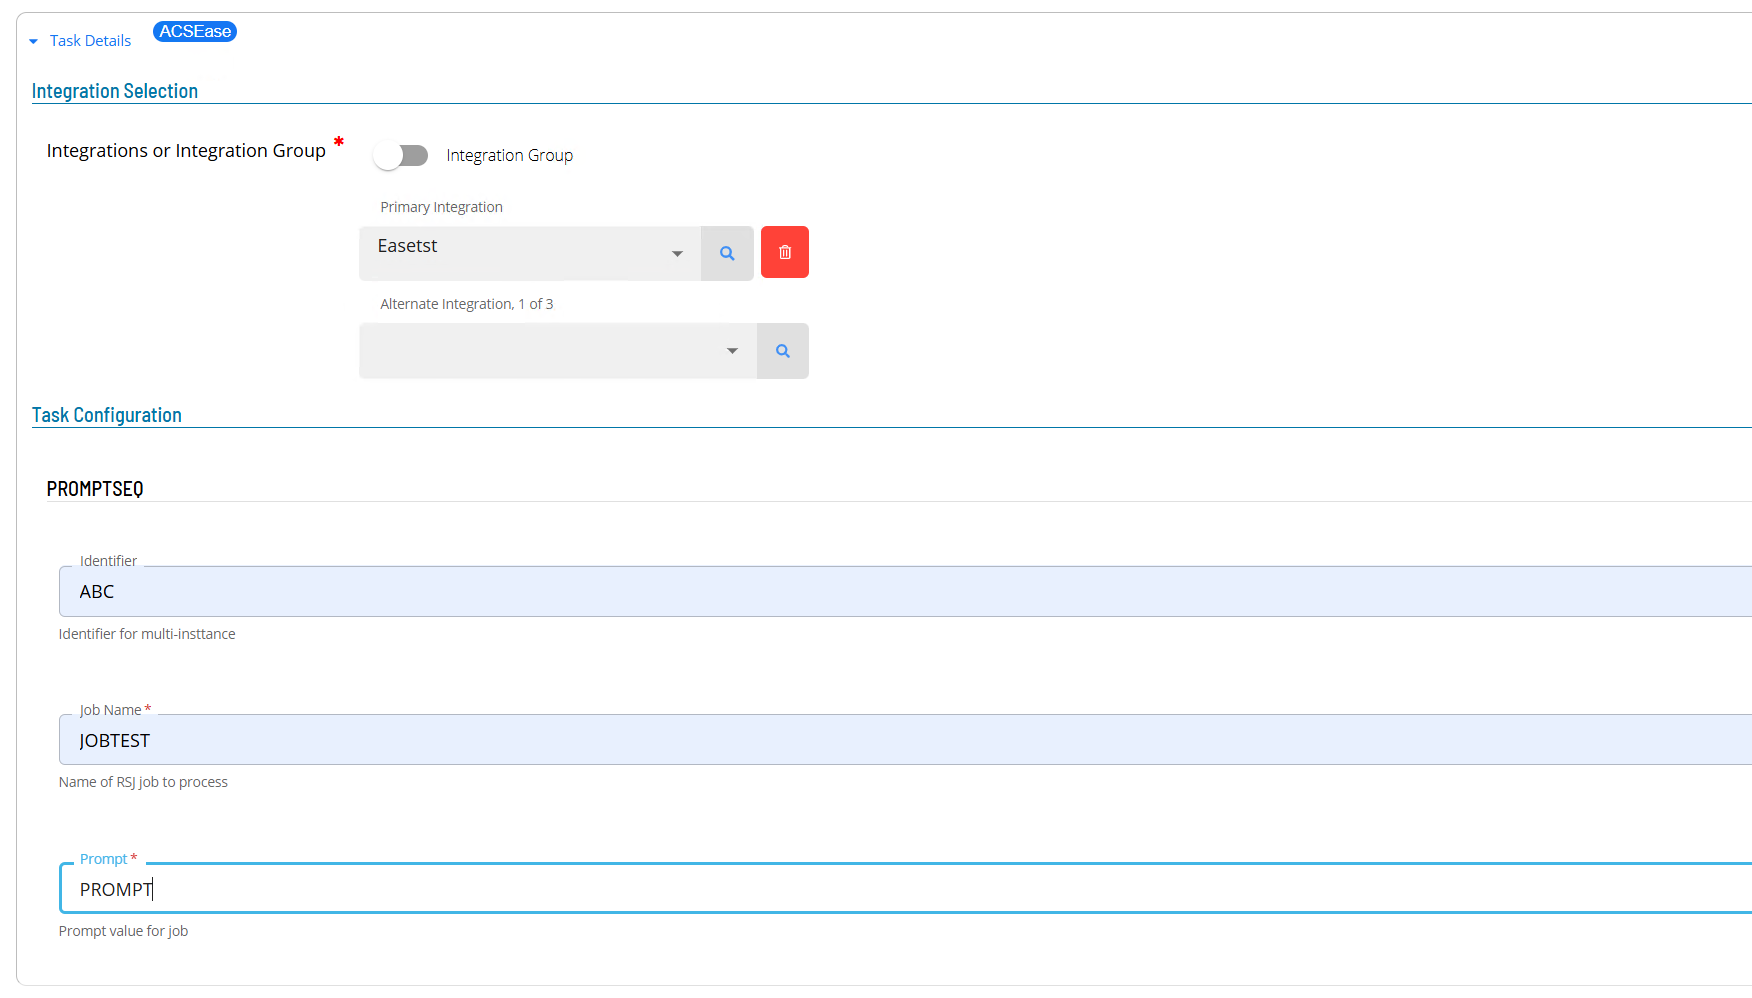 Task Details ACSEase
Integration Selection
Integrations or Integration Group *
Integration Group
Primary Integration
Easetst
Alternate Integration, 1 of 3
Task Configuration
PROMPTSEQ
Identifier
ABC
Identifier for multi-insttance
Job Name *
JOBTEST
Name of RSJ job to process
Prompt *
PROMPT
Prompt value for job